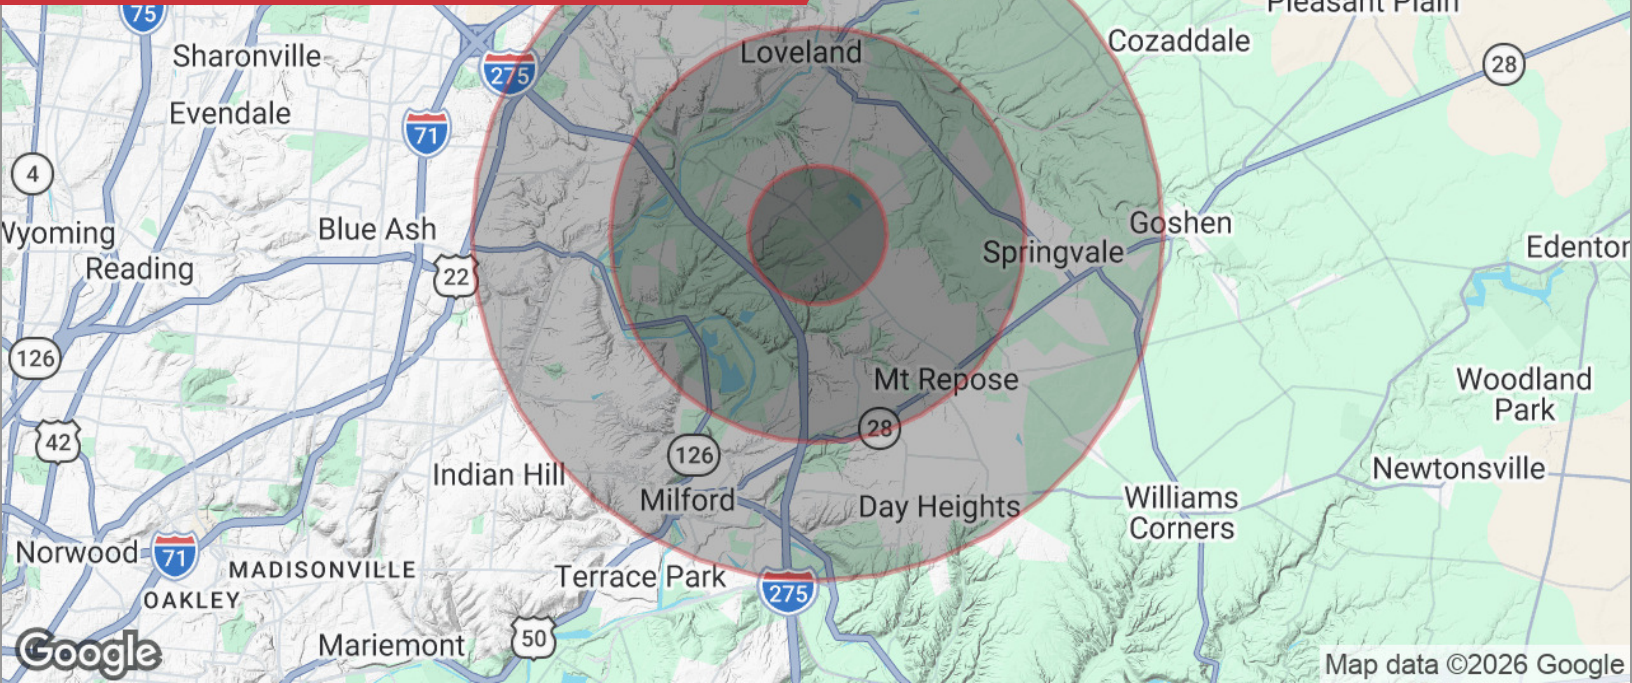 Pleasant Plain
75
Loveland
Cozaddale
Sharonville
28
275
Evendale
71
4
Goshen
Wyoming
Blue Ash
Springvale
Edenton
Reading
22
126
Mt Repose
Woodland
Park
28
42
126
Indian Hill
Newtonsville
Milford
Day Heights
Williams
Corners
Norwood
71
MADISONVILLE
Terrace Park
275
OAKLEY
50
Mariemont
Google
Map data ©2026 Google